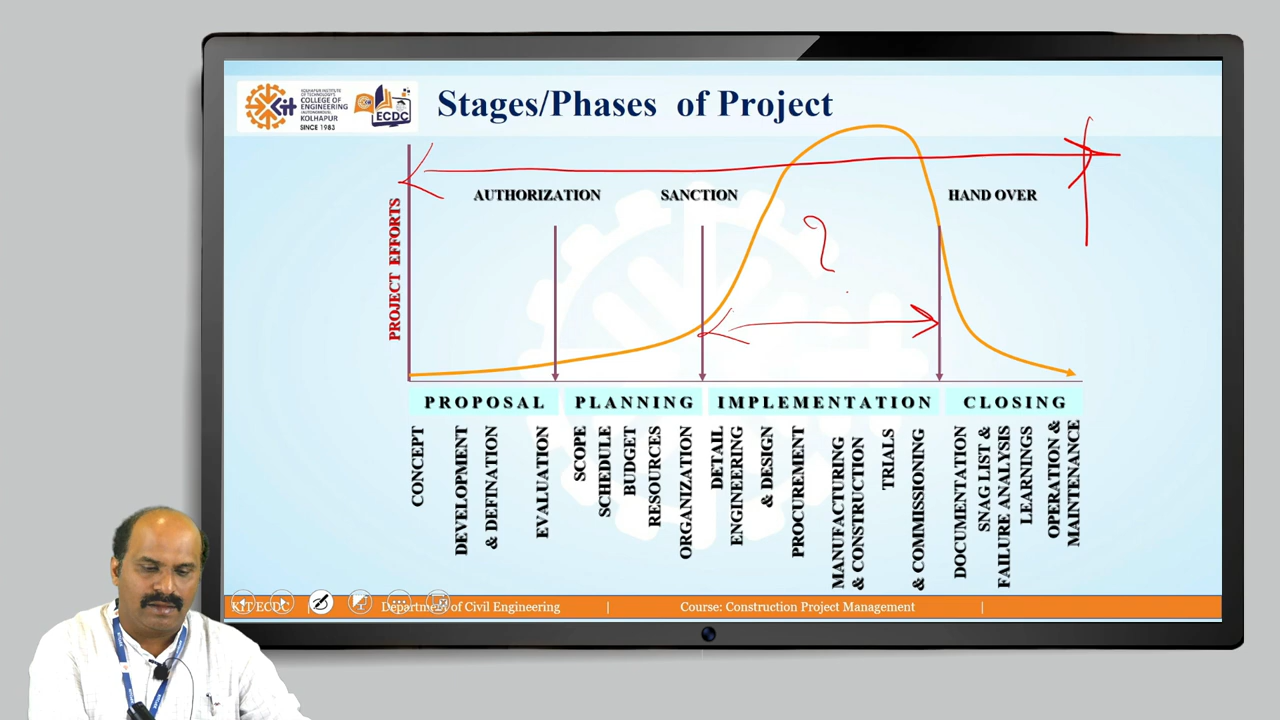 KOLHAPUR INSTITUTE
OF TECHNOLOGY'S
COLLEGE OF
ENGINEERING
(AUTONOMOUS)
KOLHAPUR
SINCE 1983
ECDC
Stages/Phases of Project
AUTHORIZATION
SANCTION
HAND OVER
PROJECT EFFORTS
?
PROPOSAL
PLANNING
IMPLEMENTATION
CLOSING
CONCEPT
DEVELOPMENT
& DEFINATION
EVALUATION
SCOPE
SCHEDULE
BUDGET
RESOURCES
ORGANIZATION
DETAIL
ENGINEERING
& DESIGN
PROCUREMENT
MANUFACTURING
& CONSTRUCTION
TRIALS
& COMMISSIONING
DOCUMENTATION
SNAG LIST &
FAILURE ANALYSIS
LEARNINGS
OPERATION &
MAINTENANCE
KIT ECDC | Department of Civil Engineering | Course: Construction Project Management |